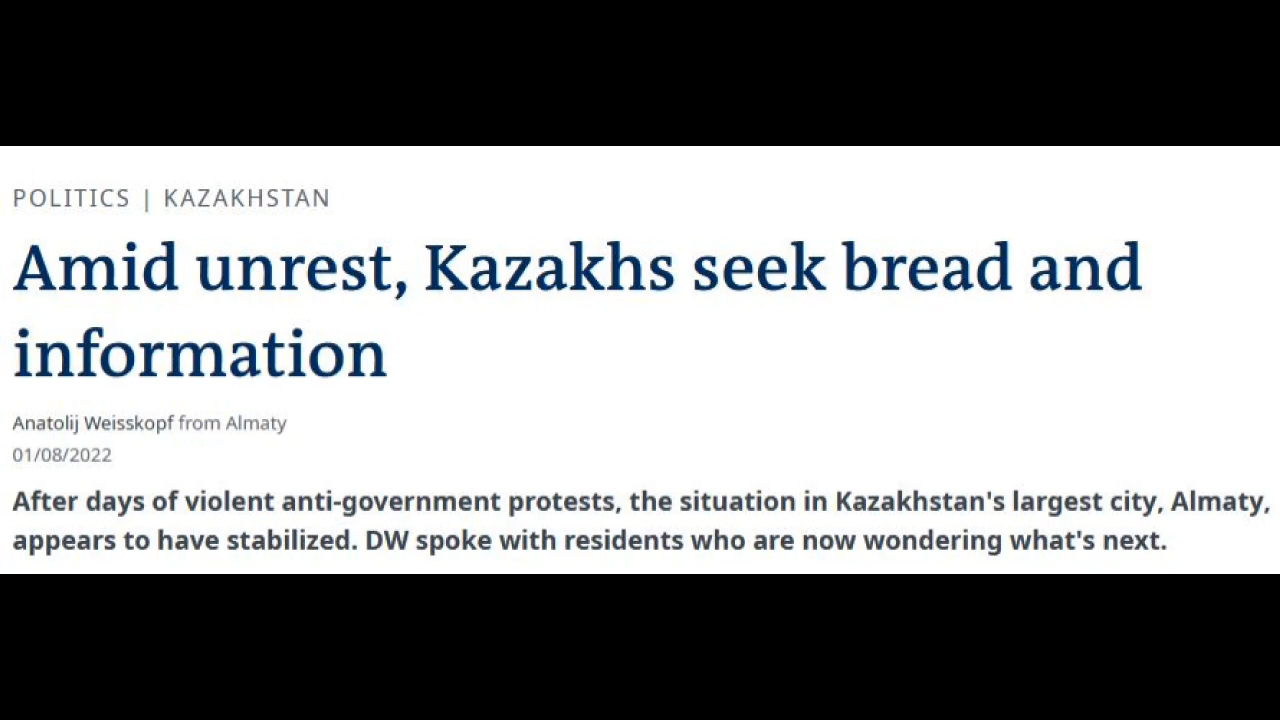 POLITICS | KAZAKHSTAN
Amid unrest, Kazakhs seek bread and
information
Anatolij Weisskopf from Almaty
01/08/2022
After days of violent anti-government protests, the situation in Kazakhstan's largest city, Almaty,
appears to have stabilized. DW spoke with residents who are now wondering what's next.